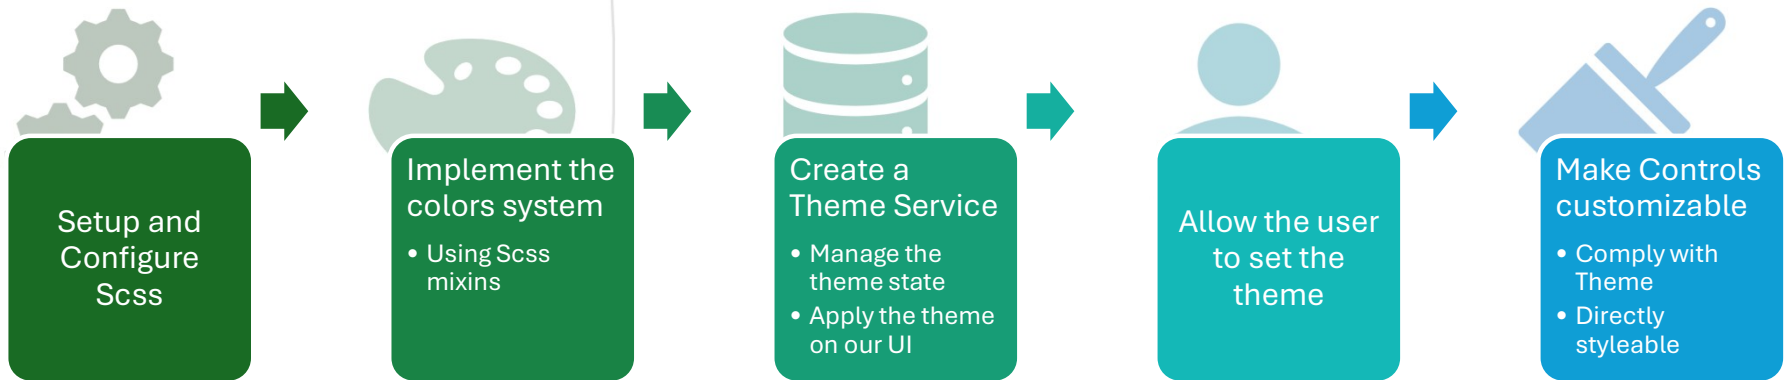 Setup and
Configure
Scss
Implement the
colors system
• Using Scss
mixins
Create a
Theme Service
• Manage the
theme state
• Apply the theme
on our UI
Allow the user
to set the
theme
Make Controls
customizable
• Comply with
Theme
• Directly
styleable